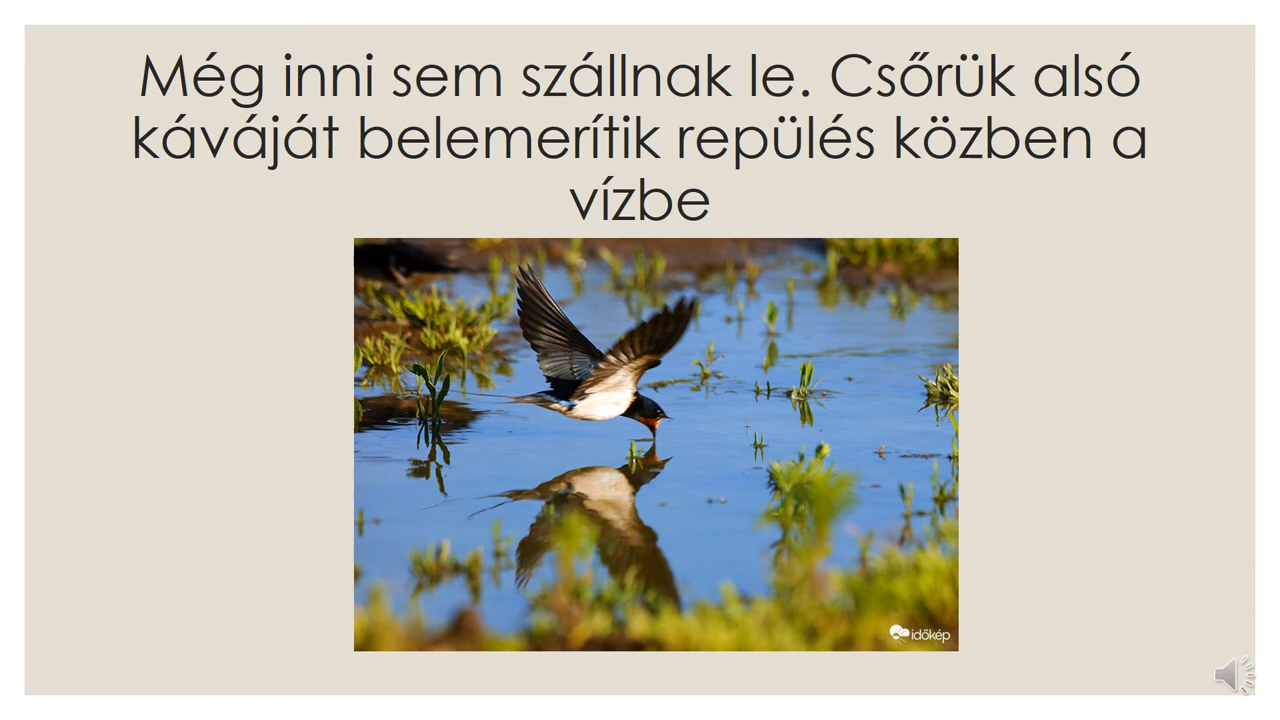 Még inni sem szállnak le. Csőrük alsó
káváját belemerítik repülés közben a
vízbe
időkép